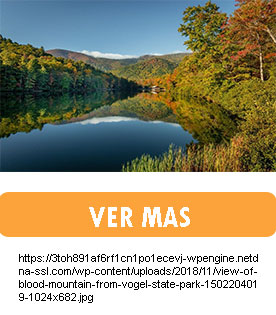 VER MAS
https://3toh891af6rf1cn1po1ecevj-wpengine.netd
na-ssl.com/wp-content/uploads/2018/11/view-of-
blood-mountain-from-vogel-state-park-150220401
9-1024x682.jpg